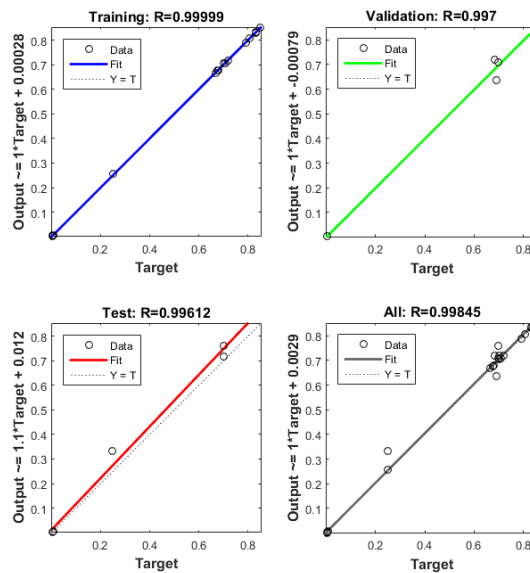 Training: R=0.99999
Output ~= 1*Target + 0.00028
0.8
0.7
0.6
0.5
0.4
0.3
0.2
0.1
Data
Fit
Y = T
0.2 0.4 0.6 0.8
Target
Validation: R=0.997
Output ~= 1*Target + -0.00079
0.8
0.7
0.6
0.5
0.4
0.3
0.2
0.1
Data
Fit
Y = T
0.2 0.4 0.6 0.8
Target
Test: R=0.99612
Output ~= 1.1*Target + 0.012
0.8
0.7
0.6
0.5
0.4
0.3
0.2
0.1
Data
Fit
Y = T
0.2 0.4 0.6 0.8
Target
All: R=0.99845
Output ~= 1*Target + 0.0029
0.8
0.7
0.6
0.5
0.4
0.3
0.2
0.1
Data
Fit
Y = T
0.2 0.4 0.6 0.8
Target